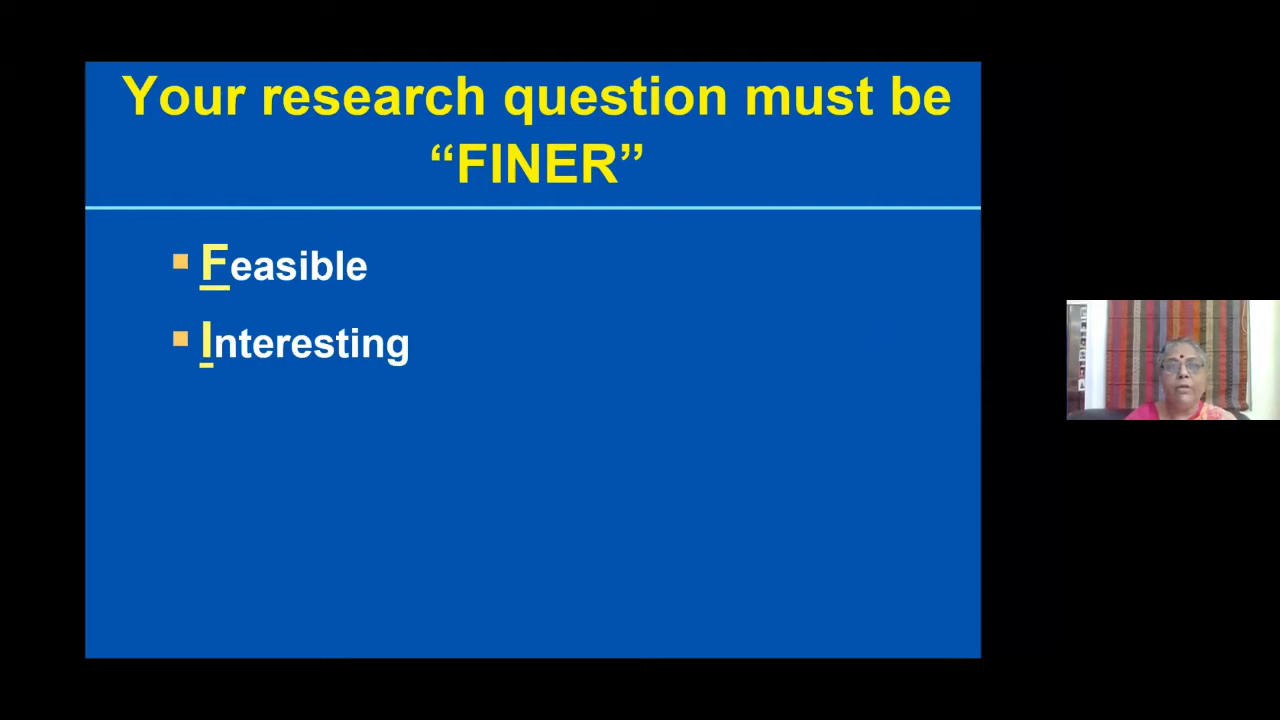 Your research question must be
“FINER”
Feasible
Interesting